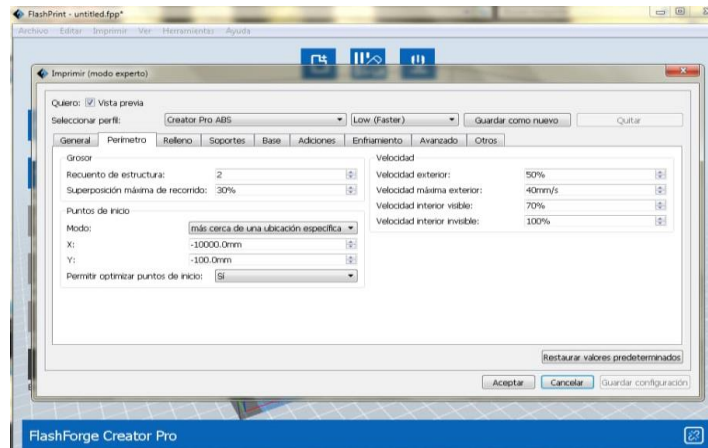 FlashPrint - untitled.fpp*
Archivo Editar Imprimir Ver Herramientas Ayuda
Imprimir (modo experto)
Quiero: Vista previa
Seleccionar perfil: Creator Pro ABS Low (Faster) Guardar como nuevo Quitar
General Perímetro Relleno Soportes Base Adiciones Enfriamiento Avanzado Otros
Grosor
Recuento de estructura: 2
Superposición máxima de recorrido: 30%
Puntos de inicio
Modo: más cerca de una ubicación específica
X: -10000.0mm
Y: -100.0mm
Permitir optimizar puntos de inicio: Sí
Velocidad
Velocidad exterior: 50%
Velocidad máxima exterior: 40mm/s
Velocidad interior visible: 70%
Velocidad interior invisible: 100%
Restaurar valores predeterminados
Aceptar Cancelar Guardar configuración
FlashForge Creator Pro